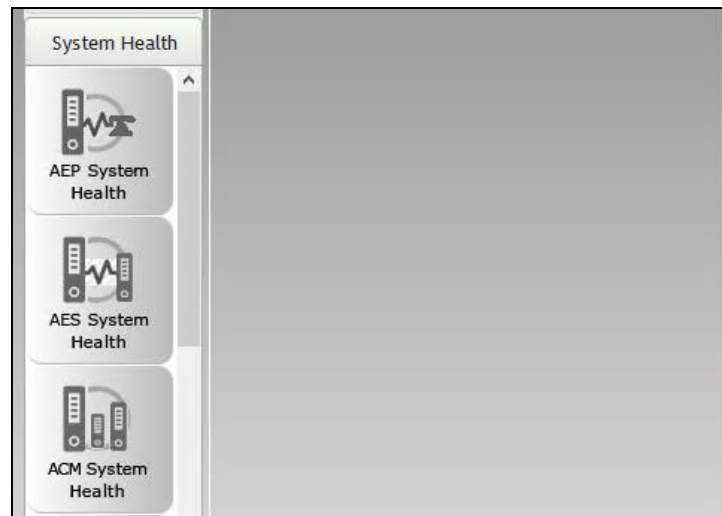 System Health
AEP System
Health
AES System
Health
ACM System
Health